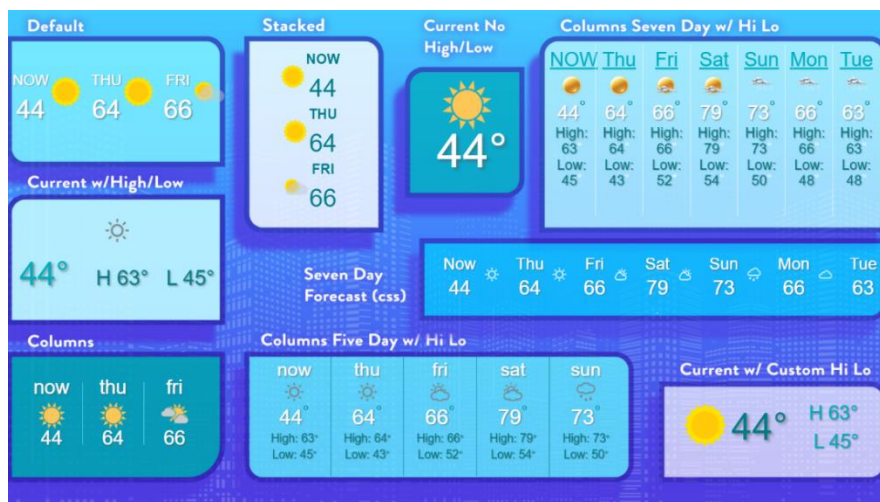 Default
NOW THU FRI
44 64 66
Stacked
NOW
44
THU
64
FRI
66
Current No
High/Low
44°
Columns Seven Day w/ Hi Lo
NOW Thu Fri Sat Sun Mon Tue
44° 64° 66° 79° 73° 66° 63°
High: High: High: High: High: High: High:
63° 64 66 79 73 66 63
Low: Low: Low: Low: Low: Low: Low:
45° 43 52° 54 50 48 48
Current w/High/Low
44° H 63° L 45°
Seven Day
Forecast (css)
Now Thu Fri Sat Sun Mon Tue
44 64 66 79 73 66 63
Columns
now thu fri
44 64 66
Columns Five Day w/ Hi Lo
now thu fri sat sun
44° 64° 66° 79° 73°
High: 63° High: 64° High: 66° High: 79° High: 73°
Low: 45° Low: 43° Low: 52° Low: 54° Low: 50°
Current w/ Custom Hi Lo
44° H 63°
L 45°